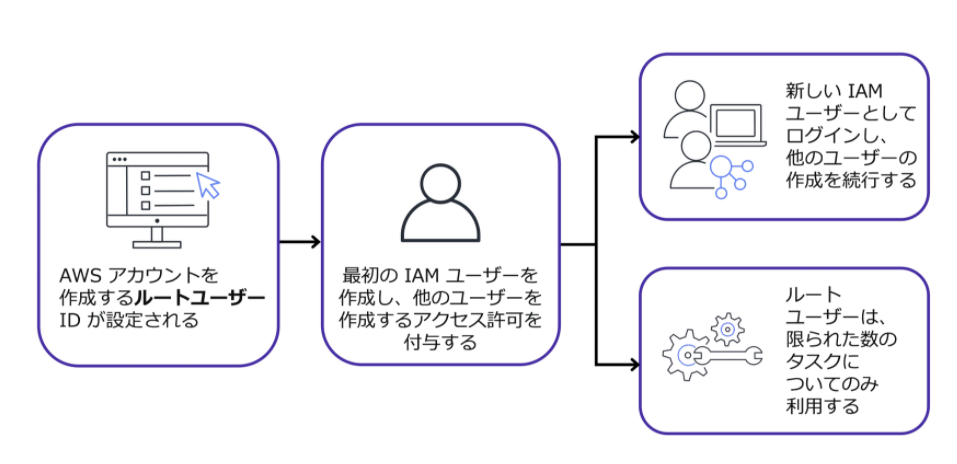 AWS アカウントを
作成するルートユーザー
ID が設定される
最初の IAM ユーザーを
作成し、他のユーザーを
作成するアクセス許可を
付与する
新しい IAM
ユーザーとして
ログインし、
他のユーザーの
作成を続行する
ルート
ユーザーは、
限られた数の
タスクに
ついてのみ
利用する